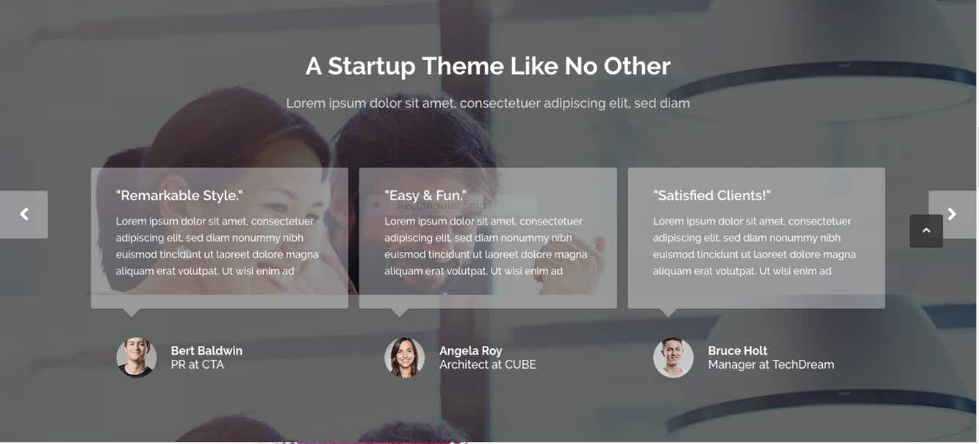 A Startup Theme Like No Other
Lorem ipsum dolor sit amet, consectetuer adipiscing elit, sed diam
"Remarkable Style."
Lorem ipsum dolor sit amet, consectetuer
adipiscing elit, sed diam nonummy nibh
euismod tincidunt ut laoreet dolore magna
aliquam erat volutpat. Ut wisi enim ad
Bert Baldwin
PR at CTA
"Easy & Fun."
Rectangular Snip
Lorem ipsum dolor sit amet, consectetuer
adipiscing elit, sed diam nonummy nibh
euismod tincidunt ut laoreet dolore magna
aliquam erat volutpat. Ut wisi enim ad
Angela Roy
Architect at CUBE
"Satisfied Clients!"
Lorem ipsum dolor sit amet, consectetuer
adipiscing elit, sed diam nonummy nibh
euismod tincidunt ut laoreet dolore magna
aliquam erat volutpat. Ut wisi enim ad
Bruce Holt
Manager at TechDream